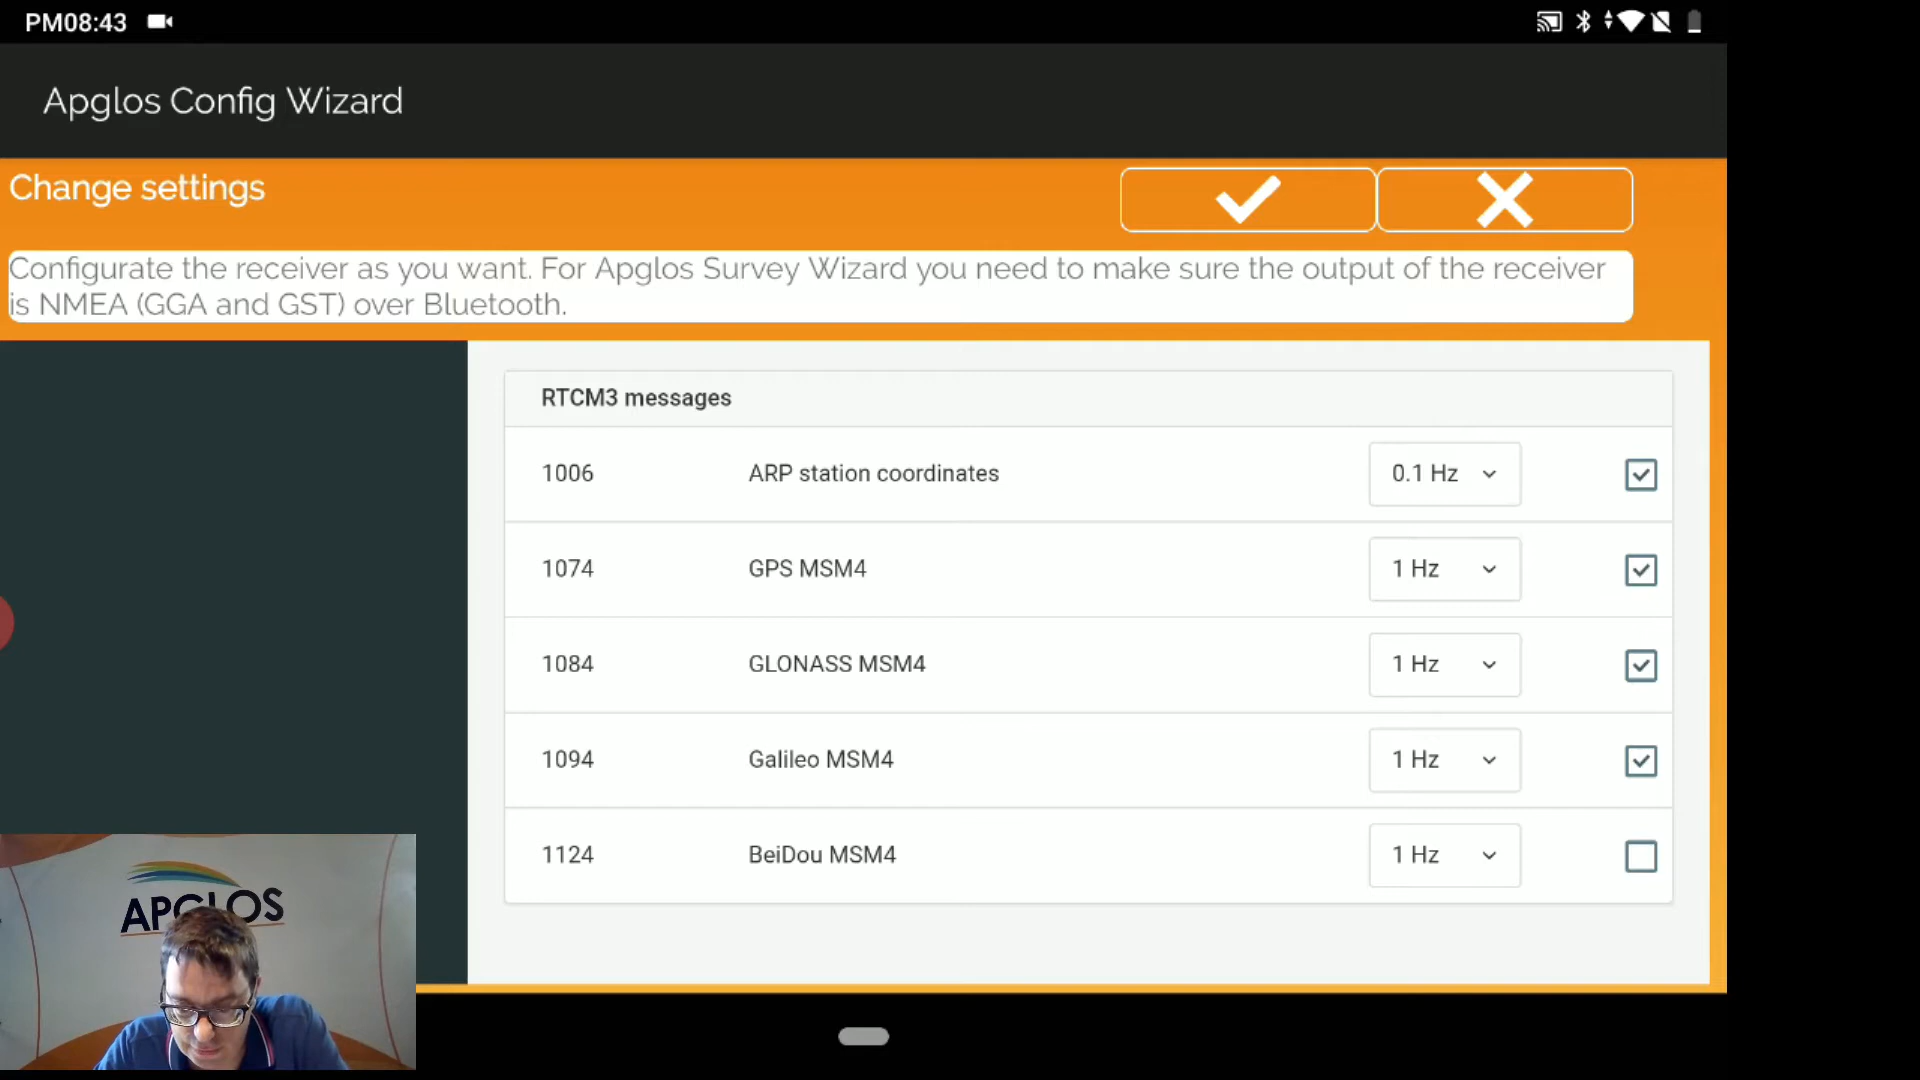 PM08:43
Apglos Config Wizard
Change settings
Configurate the receiver as you want. For Apglos Survey Wizard you need to make sure the output of the receiver
is NMEA (GGA and GST) over Bluetooth.
RTCM3 messages
1006 ARP station coordinates 0.1 Hz
1074 GPS MSM4 1 Hz
1084 GLONASS MSM4 1 Hz
1094 Galileo MSM4 1 Hz
1124 BeiDou MSM4 1 Hz
APGLOS